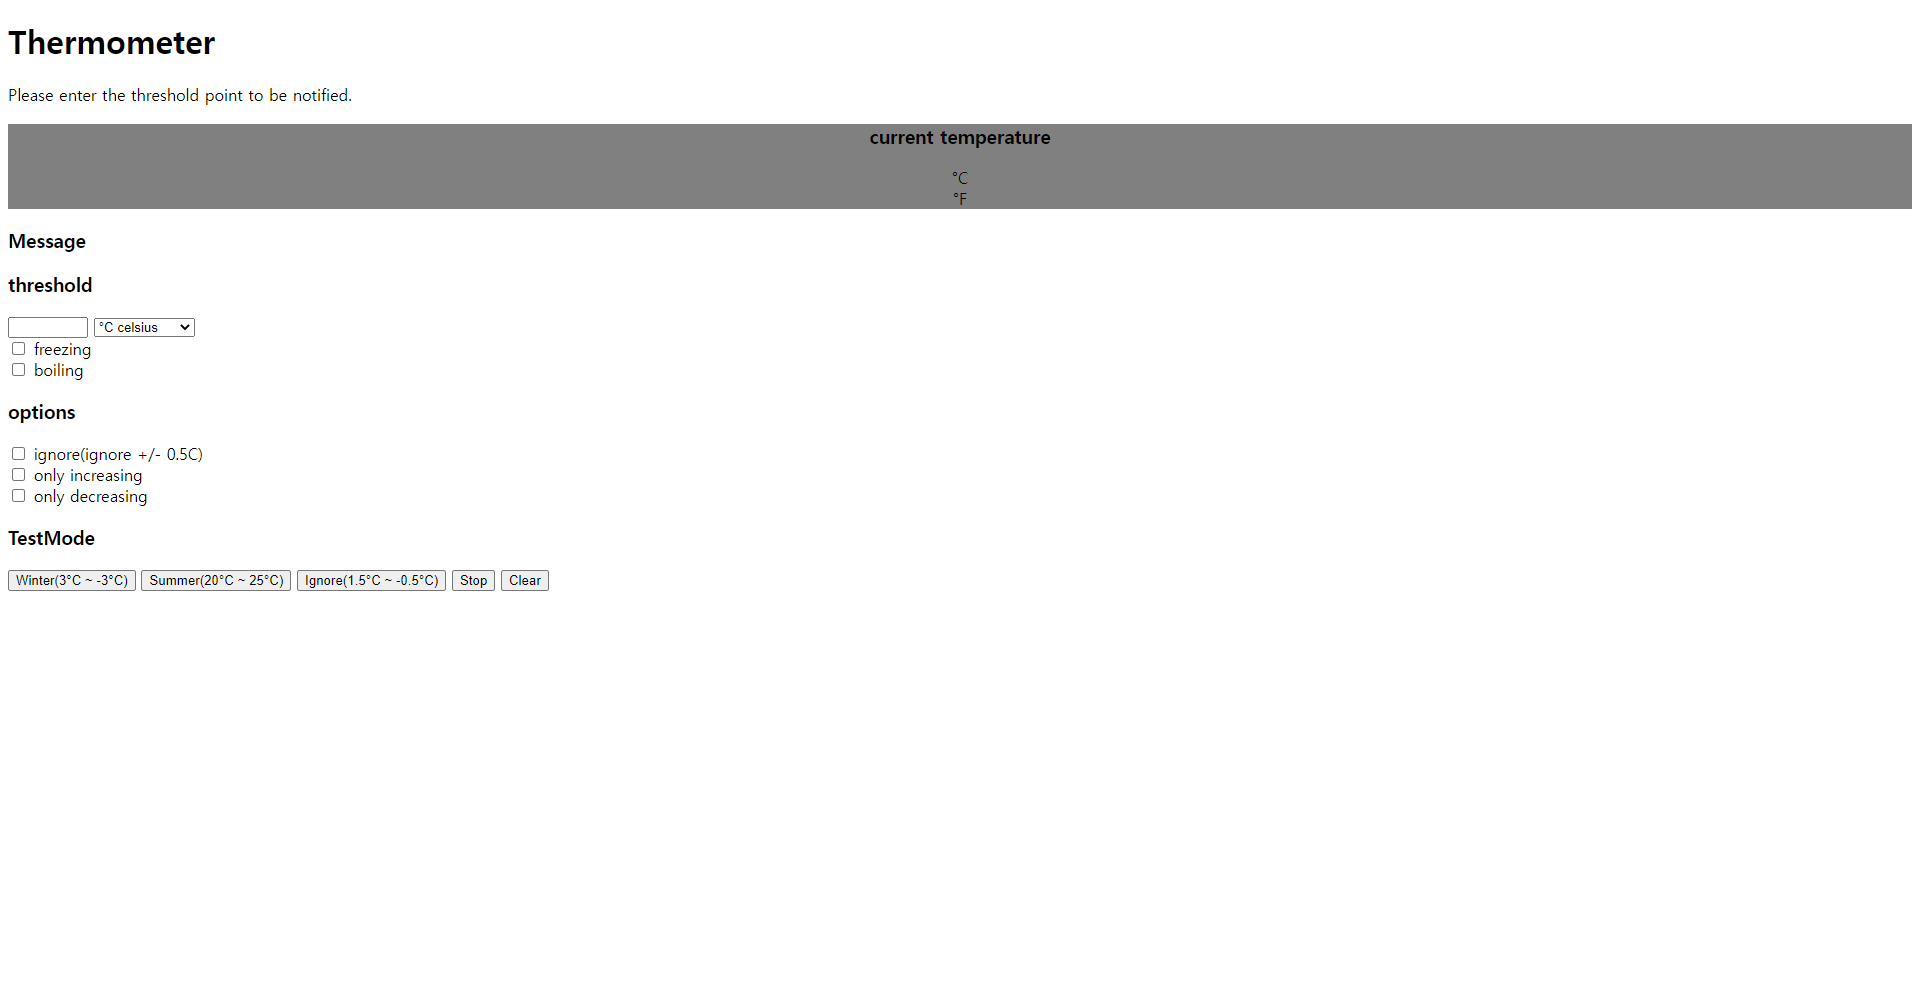 Thermometer
Please enter the threshold point to be notified.
current temperature
°C
°F
Message
threshold
°C celsius
freezing
boiling
options
ignore(ignore +/- 0.5C)
only increasing
only decreasing
TestMode
Winter(3°C ~ -3°C) Summer(20°C ~ 25°C) Ignore(1.5°C ~ -0.5°C) Stop Clear